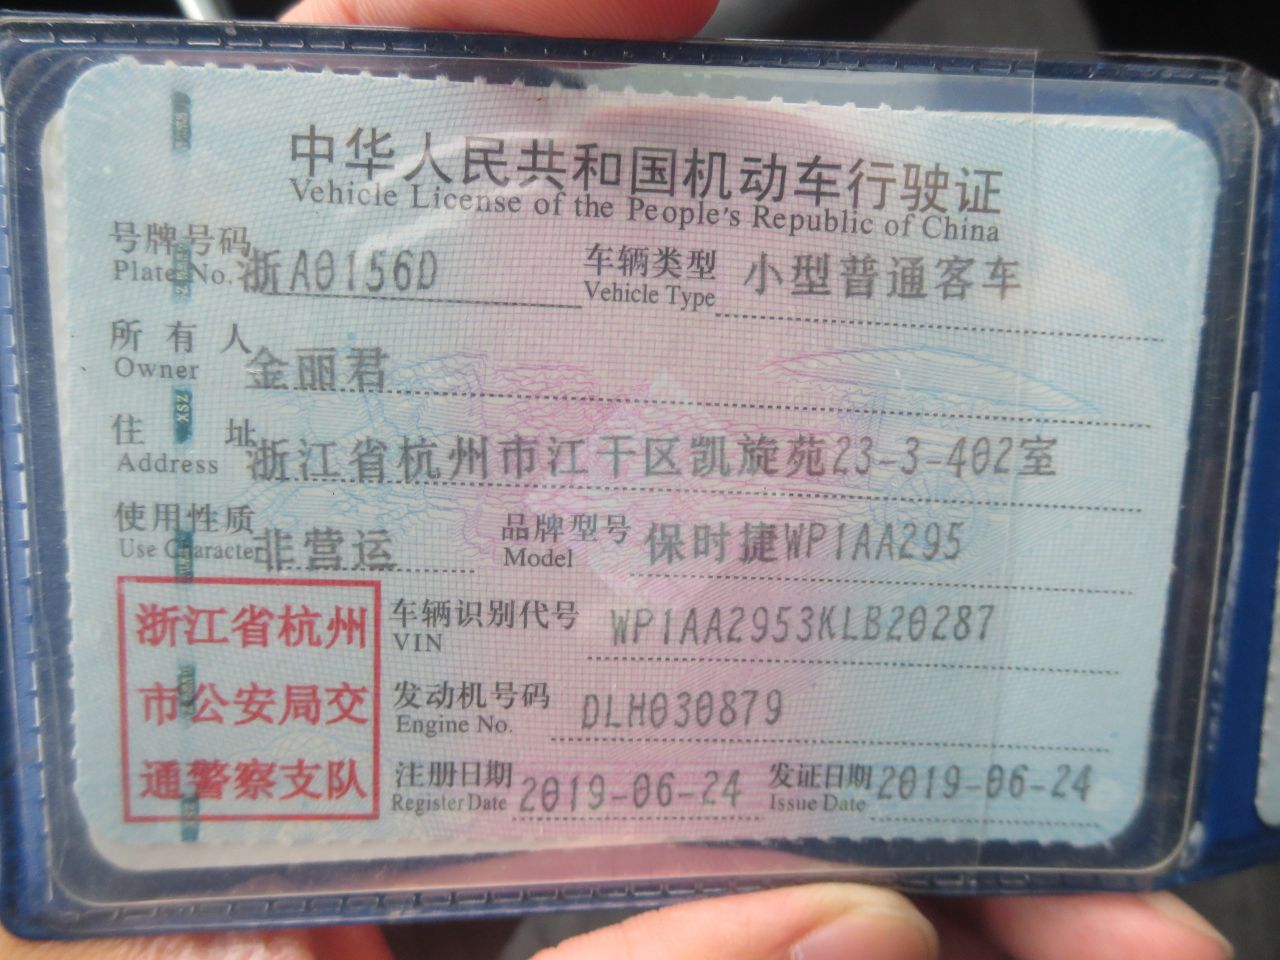 中华人民共和国机动车行驶证
Vehicle License of the People's Republic of China
号牌号码 浙A0156D 车辆类型 小型普通客车
Plate No. Vehicle Type
所有人 金丽君
Owner
住址 浙江省杭州市江干区凯旋苑23-3-402室
Address
使用性质 非营运 品牌型号 保时捷WP1AA295
Use Character Model
浙江省杭州
市公安局交
通警察支队
车辆识别代号 WP1AA2953KLB20287
VIN
发动机号码 DLH030879
Engine No.
注册日期 2019-06-24 发证日期 2019-06-24
Register Date Issue Date